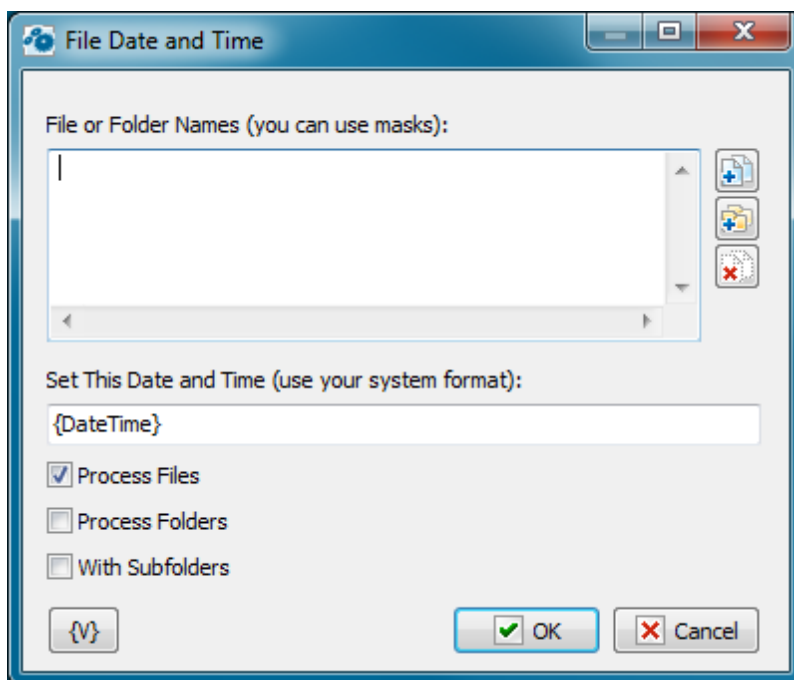 File Date and Time
File or Folder Names (you can use masks):
Set This Date and Time (use your system format):
{DateTime}
Process Files
Process Folders
With Subfolders
{V} OK Cancel